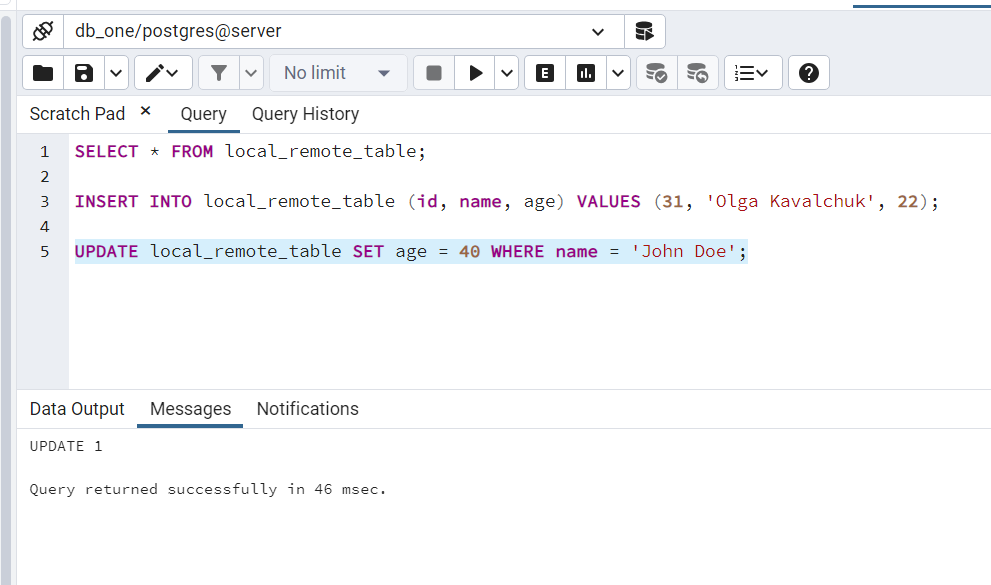 db_one/postgres@server
No limit
E
?
Scratch Pad × Query Query History
1 SELECT * FROM local_remote_table;
2
3 INSERT INTO local_remote_table (id, name, age) VALUES (31, 'Olga Kavalchuk', 22);
4
5 UPDATE local_remote_table SET age = 40 WHERE name = 'John Doe';
Data Output Messages Notifications
UPDATE 1
Query returned successfully in 46 msec.